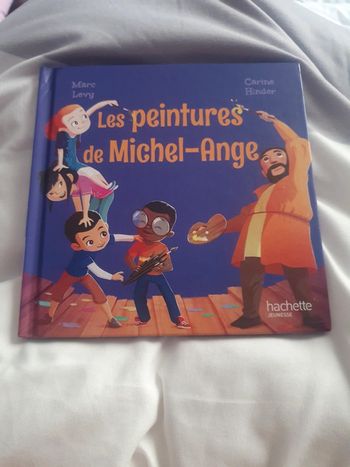 Marc
Levy
Carine
Hinder
Les peintures
de Michel-Ange
hachette
JEUNESSE